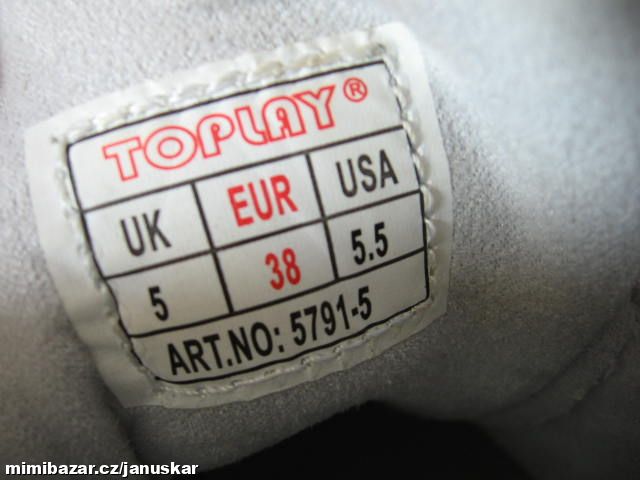 TOPLAY®
UK EUR USA
5 38 5.5
ART.NO: 5791-5
mimibazar.cz/januskar